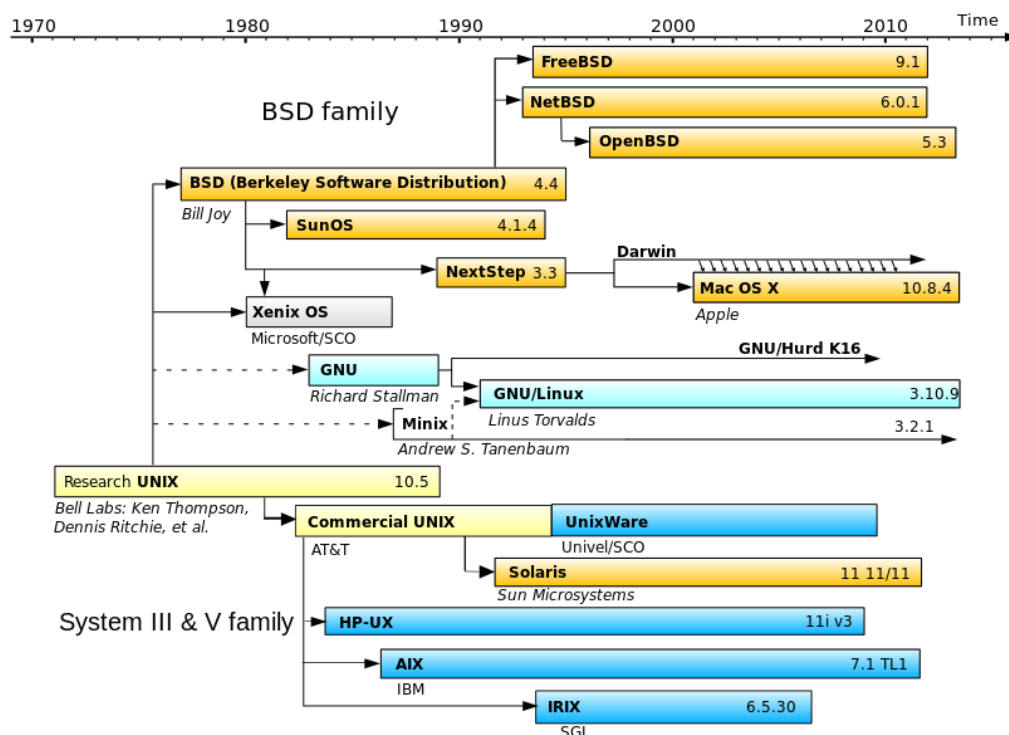 1970 1980 1990 2000 2010 Time
FreeBSD 9.1
BSD family
NetBSD 6.0.1
OpenBSD 5.3
BSD (Berkeley Software Distribution) 4.4
Bill Joy
SunOS 4.1.4
Darwin
NextStep 3.3
Mac OS X 10.8.4
Apple
Xenix OS
Microsoft/SCO
GNU/Hurd K16
GNU
Richard Stallman
GNU/Linux 3.10.9
Linus Torvalds
Minix 3.2.1
Andrew S. Tanenbaum
Research UNIX 10.5
Bell Labs: Ken Thompson,
Dennis Ritchie, et al.
Commercial UNIX
AT&T
UnixWare
Univel/SCO
Solaris 11 11/11
Sun Microsystems
System III & V family
HP-UX 11i v3
AIX 7.1 TL1
IBM
IRIX 6.5.30
SGI